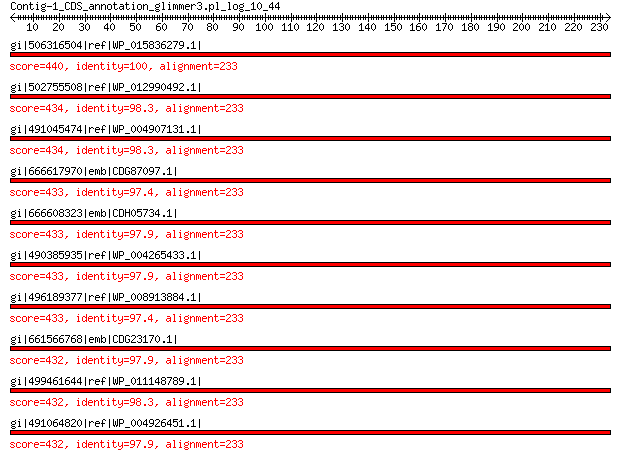 Contig-1_CDS_annotation_glimmer3.pl_log_10_44
10 20 30 40 50 60 70 80 90 100 110 120 130 140 150 160 170 180 190 200 210 220 230
gi|506316504|ref|WP_015836279.1|
score=440, identity=100, alignment=233
gi|502755508|ref|WP_012990492.1|
score=434, identity=98.3, alignment=233
gi|491045474|ref|WP_004907131.1|
score=434, identity=98.3, alignment=233
gi|666617970|emb|CDG87097.1|
score=433, identity=97.4, alignment=233
gi|666608323|emb|CDH05734.1|
score=433, identity=97.9, alignment=233
gi|490385935|ref|WP_004265433.1|
score=433, identity=97.9, alignment=233
gi|496189377|ref|WP_008913884.1|
score=433, identity=97.4, alignment=233
gi|661566768|emb|CDG23170.1|
score=432, identity=97.9, alignment=233
gi|499461644|ref|WP_011148789.1|
score=432, identity=98.3, alignment=233
gi|491064820|ref|WP_004926451.1|
score=432, identity=97.9, alignment=233